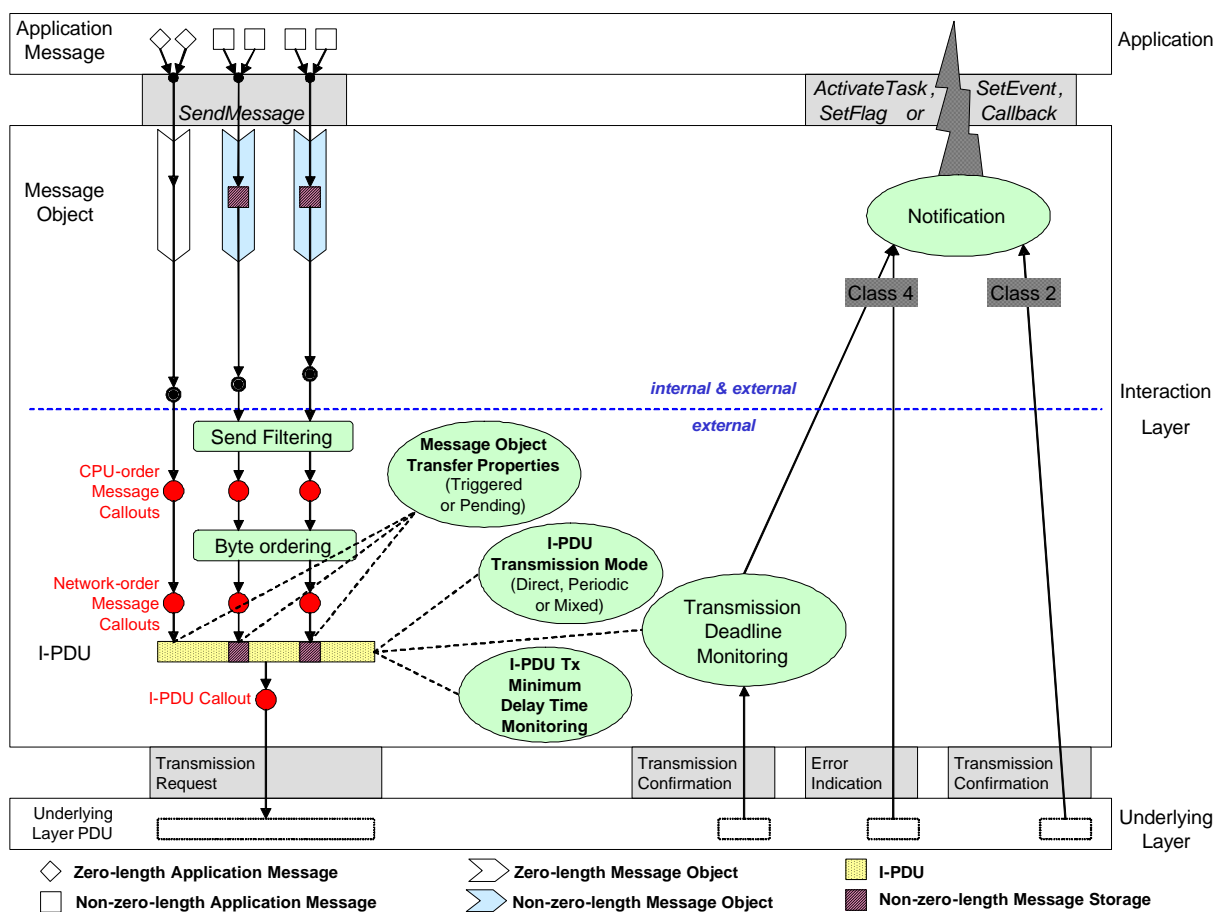 Application
Message
Application
SendMessage
ActivateTask, SetEvent,
SetFlag or Callback
Message
Object
Notification
Class 4
Class 2
internal & external
external
Interaction
Layer
Send Filtering
CPU-order
Message
Callouts
Message Object
Transfer Properties
(Triggered
or Pending)
Byte ordering
I-PDU
Transmission Mode
(Direct, Periodic
or Mixed)
Network-order
Message
Callouts
Transmission
Deadline
Monitoring
I-PDU
I-PDU Tx
Minimum
Delay Time
Monitoring
I-PDU Callout
Transmission
Request
Transmission
Confirmation
Error
Indication
Transmission
Confirmation
Underlying
Layer PDU
Underlying
Layer
Zero-length Application Message
Zero-length Message Object
I-PDU
Non-zero-length Application Message
Non-zero-length Message Object
Non-zero-length Message Storage